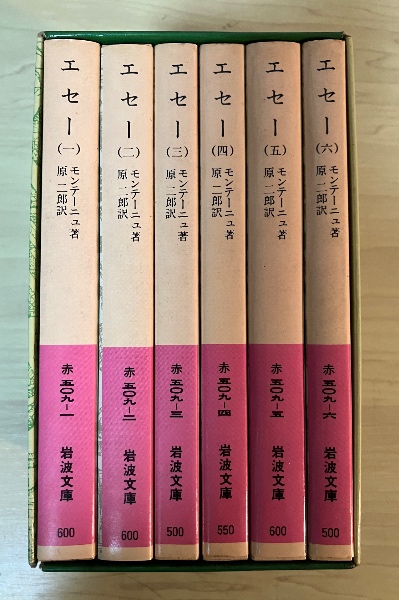 エセー(一)
モンテーニュ著
原二郎訳
赤五〇九-一
岩波文庫
600
エセー(二)
モンテーニュ著
原二郎訳
赤五〇九-二
岩波文庫
600
エセー(三)
モンテーニュ著
原二郎訳
赤五〇九-三
岩波文庫
500
エセー(四)
モンテーニュ著
原二郎訳
赤五〇九-四
岩波文庫
550
エセー(五)
モンテーニュ著
原二郎訳
赤五〇九-五
岩波文庫
600
エセー(六)
モンテーニュ著
原二郎訳
赤五〇九-六
岩波文庫
500